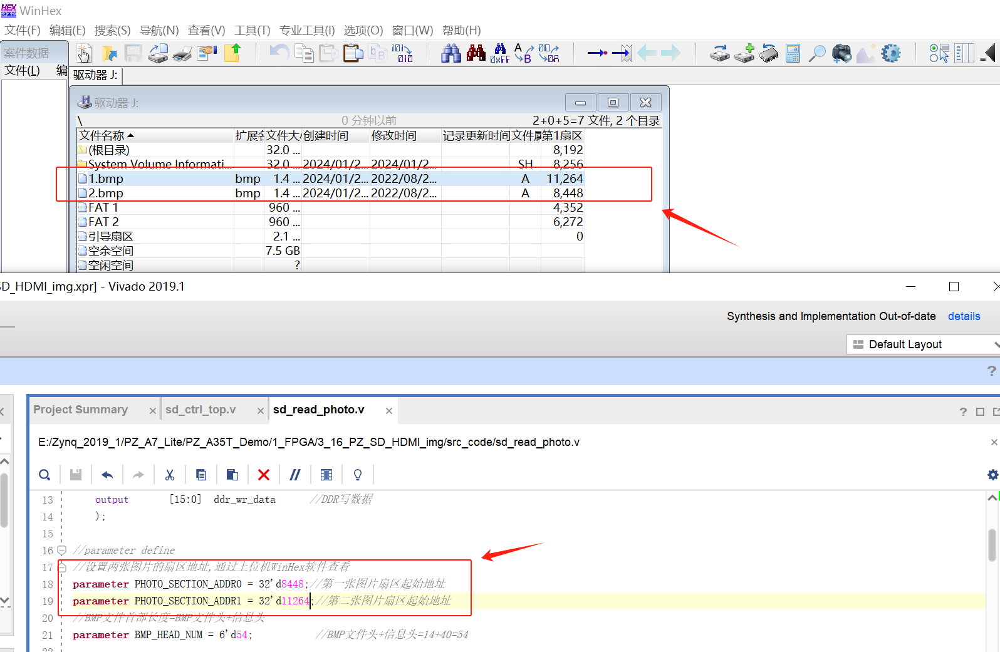 WinHex
文件(F) 编辑(E) 搜索(S) 导航(N) 查看(V) 工具(T) 专业工具(I) 选项(O) 窗口(W) 帮助(H)
案件数据
文件(L) 编
驱动器 J:
驱动器 J:
\ 0 分钟以前 2+0+5=7 文件, 2 个目录
文件名称 扩展名 文件大小 创建时间 修改时间 记录更新时间 文件属 第1扇区
(根目录) 32.0 ... 8,192
System Volume Informati... 32.0 ... 2024/01/2... 2024/01/2... SH 8,256
1.bmp bmp 1.4 ... 2024/01/2... 2022/08/2... A 11,264
2.bmp bmp 1.4 ... 2024/01/2... 2022/08/2... A 8,448
FAT 1 960 ... 4,352
FAT 2 960 ... 6,272
引导扇区 2.1 ... 0
空余空间 7.5 GB
空闲空间 ?
SD_HDMI_img.xpr] - Vivado 2019.1
Synthesis and Implementation Out-of-date details
Default Layout
?
Project Summary × sd_ctrl_top.v × sd_read_photo.v ×
E:/Zynq_2019_1/PZ_A7_Lite/PZ_A35T_Demo/1_FPGA/3_16_PZ_SD_HDMI_img/src_code/sd_read_photo.v
13 output [15:0] ddr_wr_data //DDR写数据
14 );
15
16 //parameter define
17 //设置两张图片的扇区地址,通过上位机WinHex软件查看
18 parameter PHOTO_SECTION_ADDR0 = 32'd8448;//第一张图片扇区起始地址
19 parameter PHOTO_SECTION_ADDR1 = 32'd11264;//第二张图片扇区起始地址
20 //BMP文件首部长度=BMP文件头+信息头
21 parameter BMP_HEAD_NUM = 6'd54; //BMP文件头+信息头=14+40=54
22